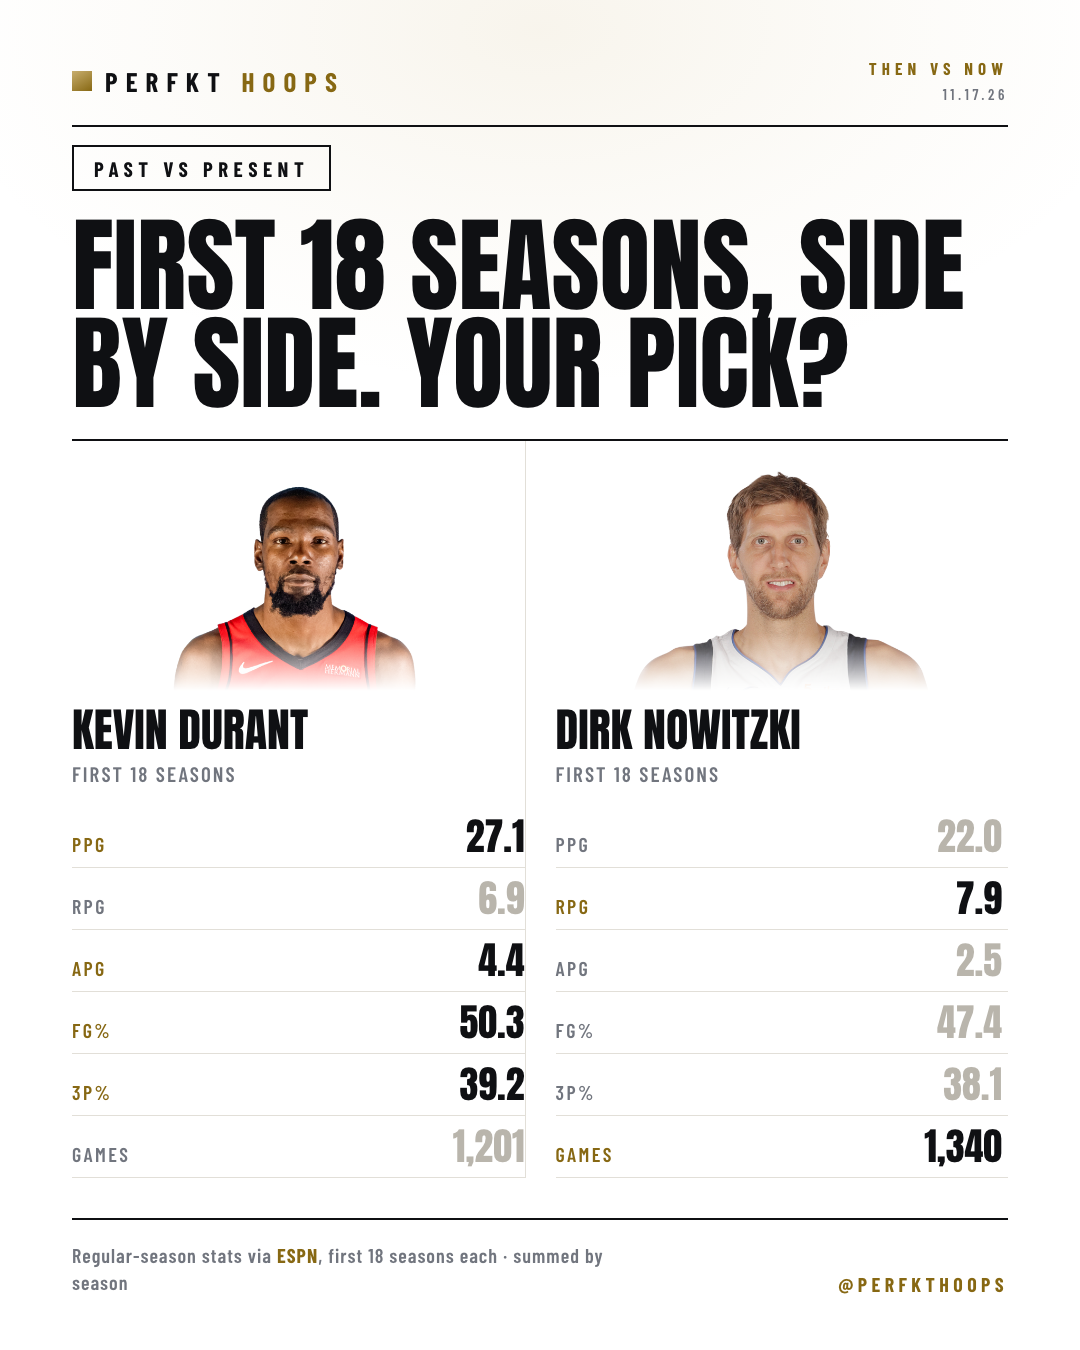 PERFKT HOOPS
THEN VS NOW
11.17.26
PAST VS PRESENT
FIRST 18 SEASONS, SIDE
BY SIDE. YOUR PICK?
KEVIN DURANT
FIRST 18 SEASONS
PPG 27.1
RPG 6.9
APG 4.4
FG% 50.3
3P% 39.2
GAMES 1,201
DIRK NOWITZKI
FIRST 18 SEASONS
PPG 22.0
RPG 7.9
APG 2.5
FG% 47.4
3P% 38.1
GAMES 1,340
Regular-season stats via ESPN, first 18 seasons each · summed by
season
@PERFKTHOOPS